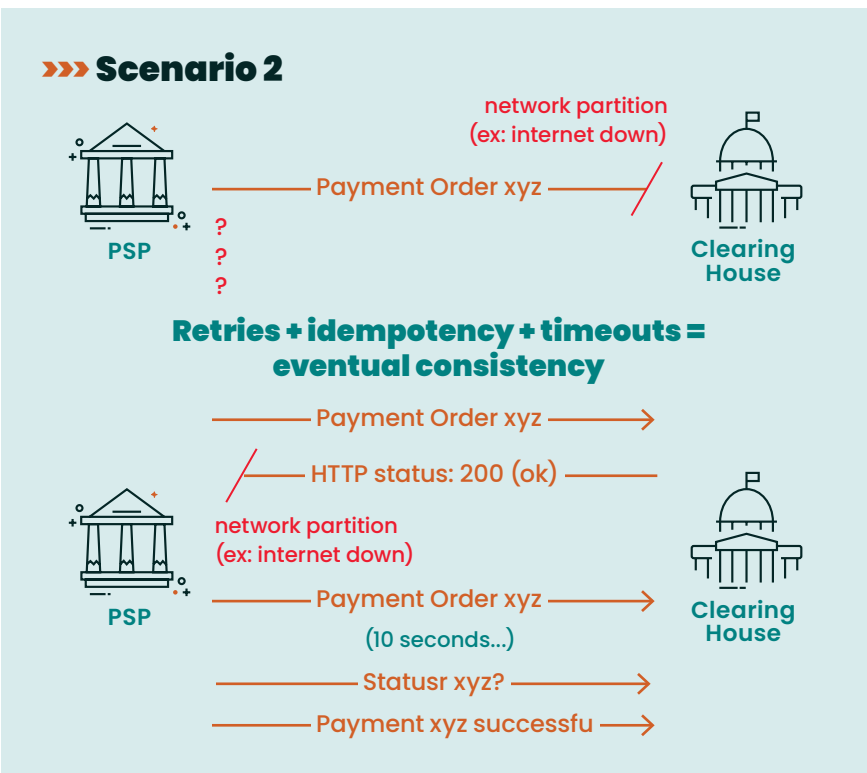 >>> Scenario 2
network partition
(ex: internet down)
Payment Order xyz
?
?
?
PSP
Clearing
House
Retries + idempotency + timeouts =
eventual consistency
Payment Order xyz
HTTP status: 200 (ok)
network partition
(ex: internet down)
PSP
Payment Order xyz
Clearing
House
(10 seconds...)
Statusr xyz?
Payment xyz successfu